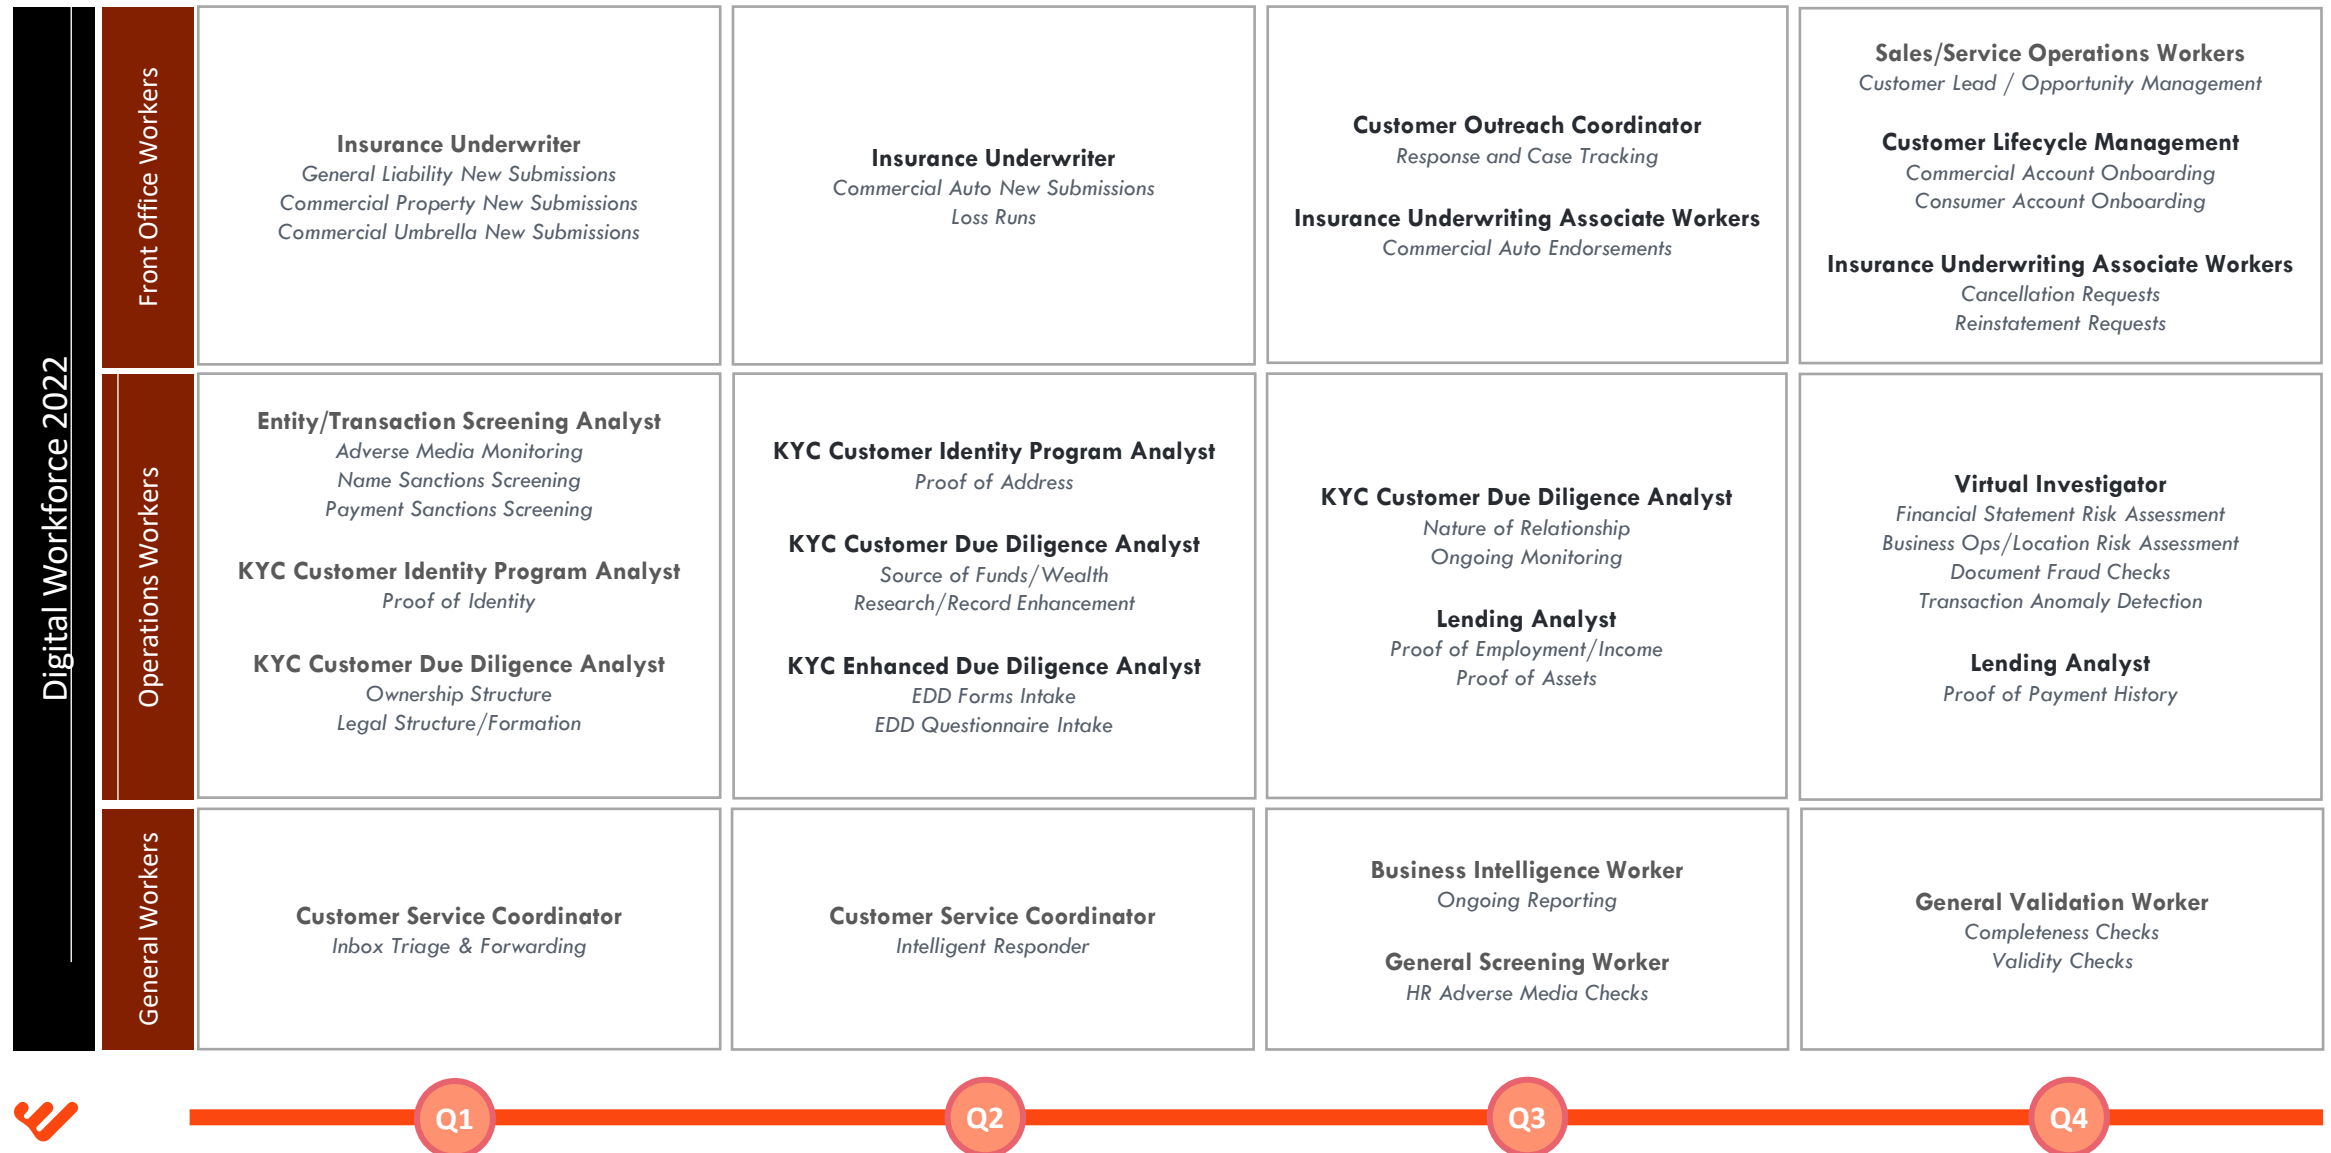 Digital Workforce 2022
Front Office Workers
Insurance Underwriter
General Liability New Submissions
Commercial Property New Submissions
Commercial Umbrella New Submissions
Insurance Underwriter
Commercial Auto New Submissions
Loss Runs
Customer Outreach Coordinator
Response and Case Tracking
Insurance Underwriting Associate Workers
Commercial Auto Endorsements
Sales/Service Operations Workers
Customer Lead / Opportunity Management
Customer Lifecycle Management
Commercial Account Onboarding
Consumer Account Onboarding
Insurance Underwriting Associate Workers
Cancellation Requests
Reinstatement Requests
Operations Workers
Entity/Transaction Screening Analyst
Adverse Media Monitoring
Name Sanctions Screening
Payment Sanctions Screening
KYC Customer Identity Program Analyst
Proof of Identity
KYC Customer Due Diligence Analyst
Ownership Structure
Legal Structure/Formation
KYC Customer Identity Program Analyst
Proof of Address
KYC Customer Due Diligence Analyst
Source of Funds/Wealth
Research/Record Enhancement
KYC Enhanced Due Diligence Analyst
EDD Forms Intake
EDD Questionnaire Intake
KYC Customer Due Diligence Analyst
Nature of Relationship
Ongoing Monitoring
Lending Analyst
Proof of Employment/Income
Proof of Assets
Virtual Investigator
Financial Statement Risk Assessment
Business Ops/Location Risk Assessment
Document Fraud Checks
Transaction Anomaly Detection
Lending Analyst
Proof of Payment History
General Workers
Customer Service Coordinator
Inbox Triage & Forwarding
Customer Service Coordinator
Intelligent Responder
Business Intelligence Worker
Ongoing Reporting
General Screening Worker
HR Adverse Media Checks
General Validation Worker
Completeness Checks
Validity Checks
Q1
Q2
Q3
Q4